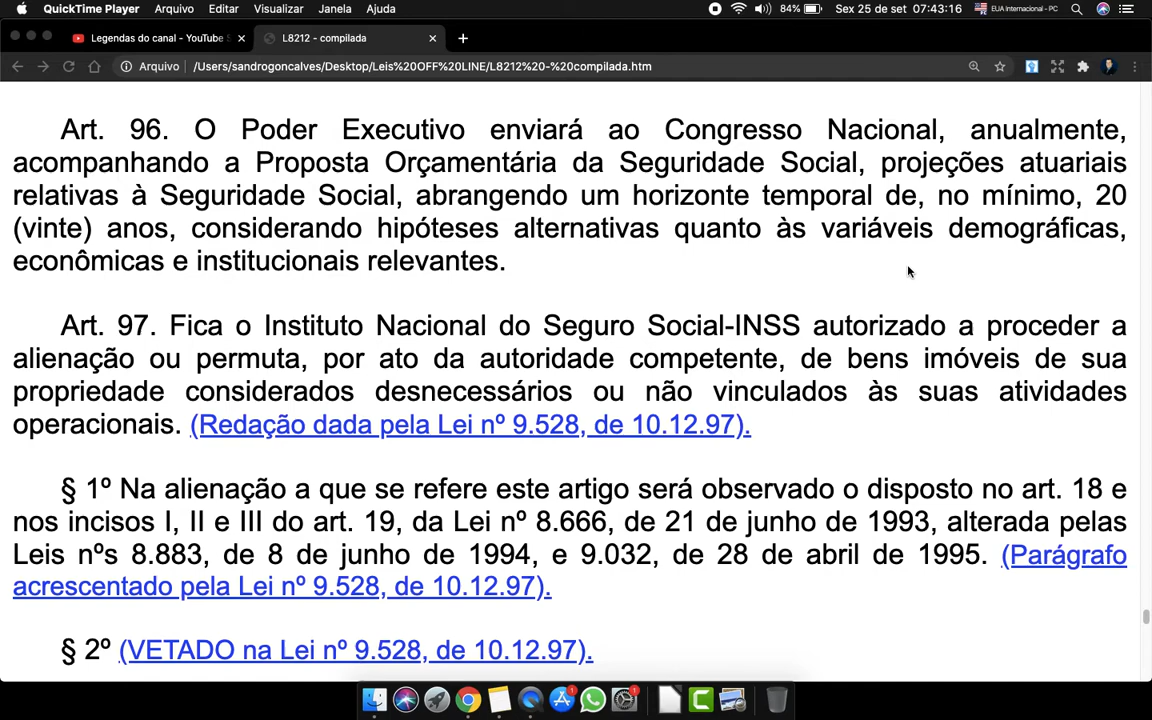 QuickTime Player Arquivo Editar Visualizar Janela Ajuda 84% Sex 25 de set 07:43:16 EUA Internacional - PC
Legendas do canal - YouTube L8212 - compilada
Arquivo /Users/sandrogoncalves/Desktop/Leis%20OFF%20LINE/L8212%20-%20compilada.htm
Art. 96. O Poder Executivo enviará ao Congresso Nacional, anualmente,
acompanhando a Proposta Orçamentária da Seguridade Social, projeções atuariais
relativas à Seguridade Social, abrangendo um horizonte temporal de, no mínimo, 20
(vinte) anos, considerando hipóteses alternativas quanto às variáveis demográficas,
econômicas e institucionais relevantes.
Art. 97. Fica o Instituto Nacional do Seguro Social-INSS autorizado a proceder a
alienação ou permuta, por ato da autoridade competente, de bens imóveis de sua
propriedade considerados desnecessários ou não vinculados às suas atividades
operacionais. (Redação dada pela Lei nº 9.528, de 10.12.97).
§ 1º Na alienação a que se refere este artigo será observado o disposto no art. 18 e
nos incisos I, II e III do art. 19, da Lei nº 8.666, de 21 de junho de 1993, alterada pelas
Leis nºs 8.883, de 8 de junho de 1994, e 9.032, de 28 de abril de 1995. (Parágrafo
acrescentado pela Lei nº 9.528, de 10.12.97).
§ 2º (VETADO na Lei nº 9.528, de 10.12.97).